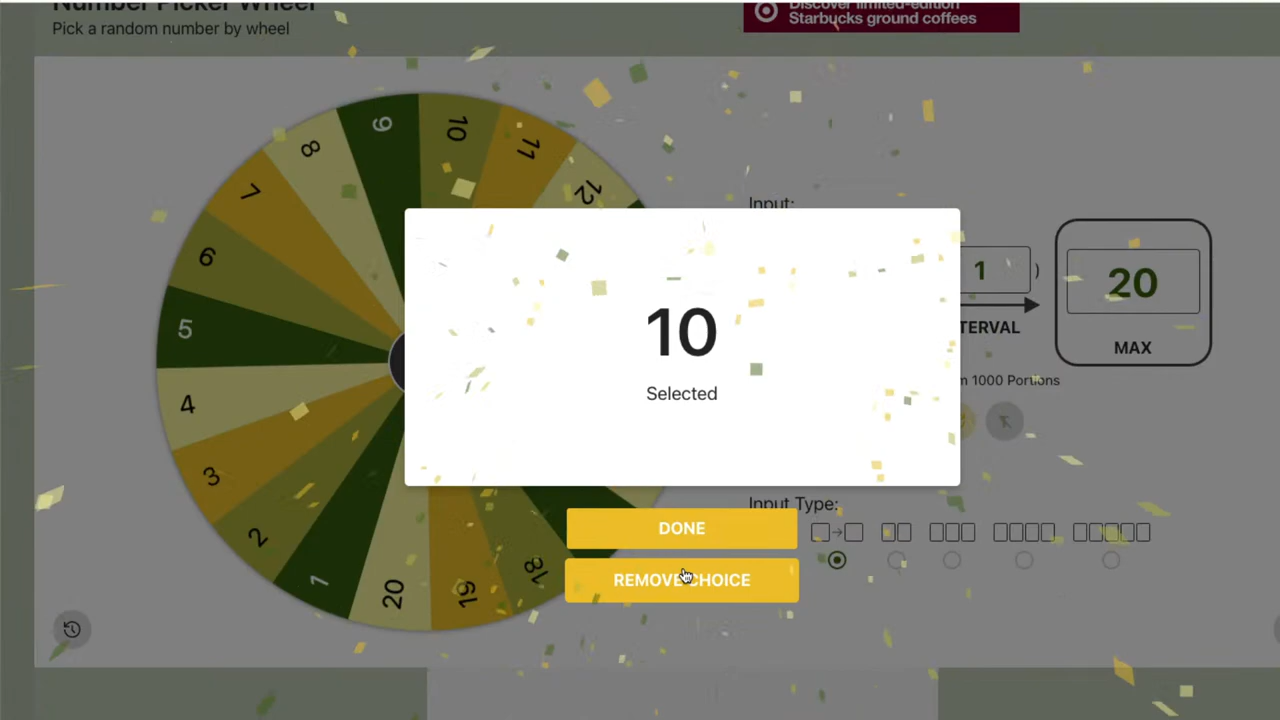 Number Picker Wheel
Pick a random number by wheel
Discover limited-edition
Starbucks ground coffees
9
10
8
11
7
12
6
5
4
3
2
1
20
19
18
Input:
1
)
20
MAX
TERVAL
10
Selected
m 1000 Portions
Input Type:
DONE
REMOVE CHOICE